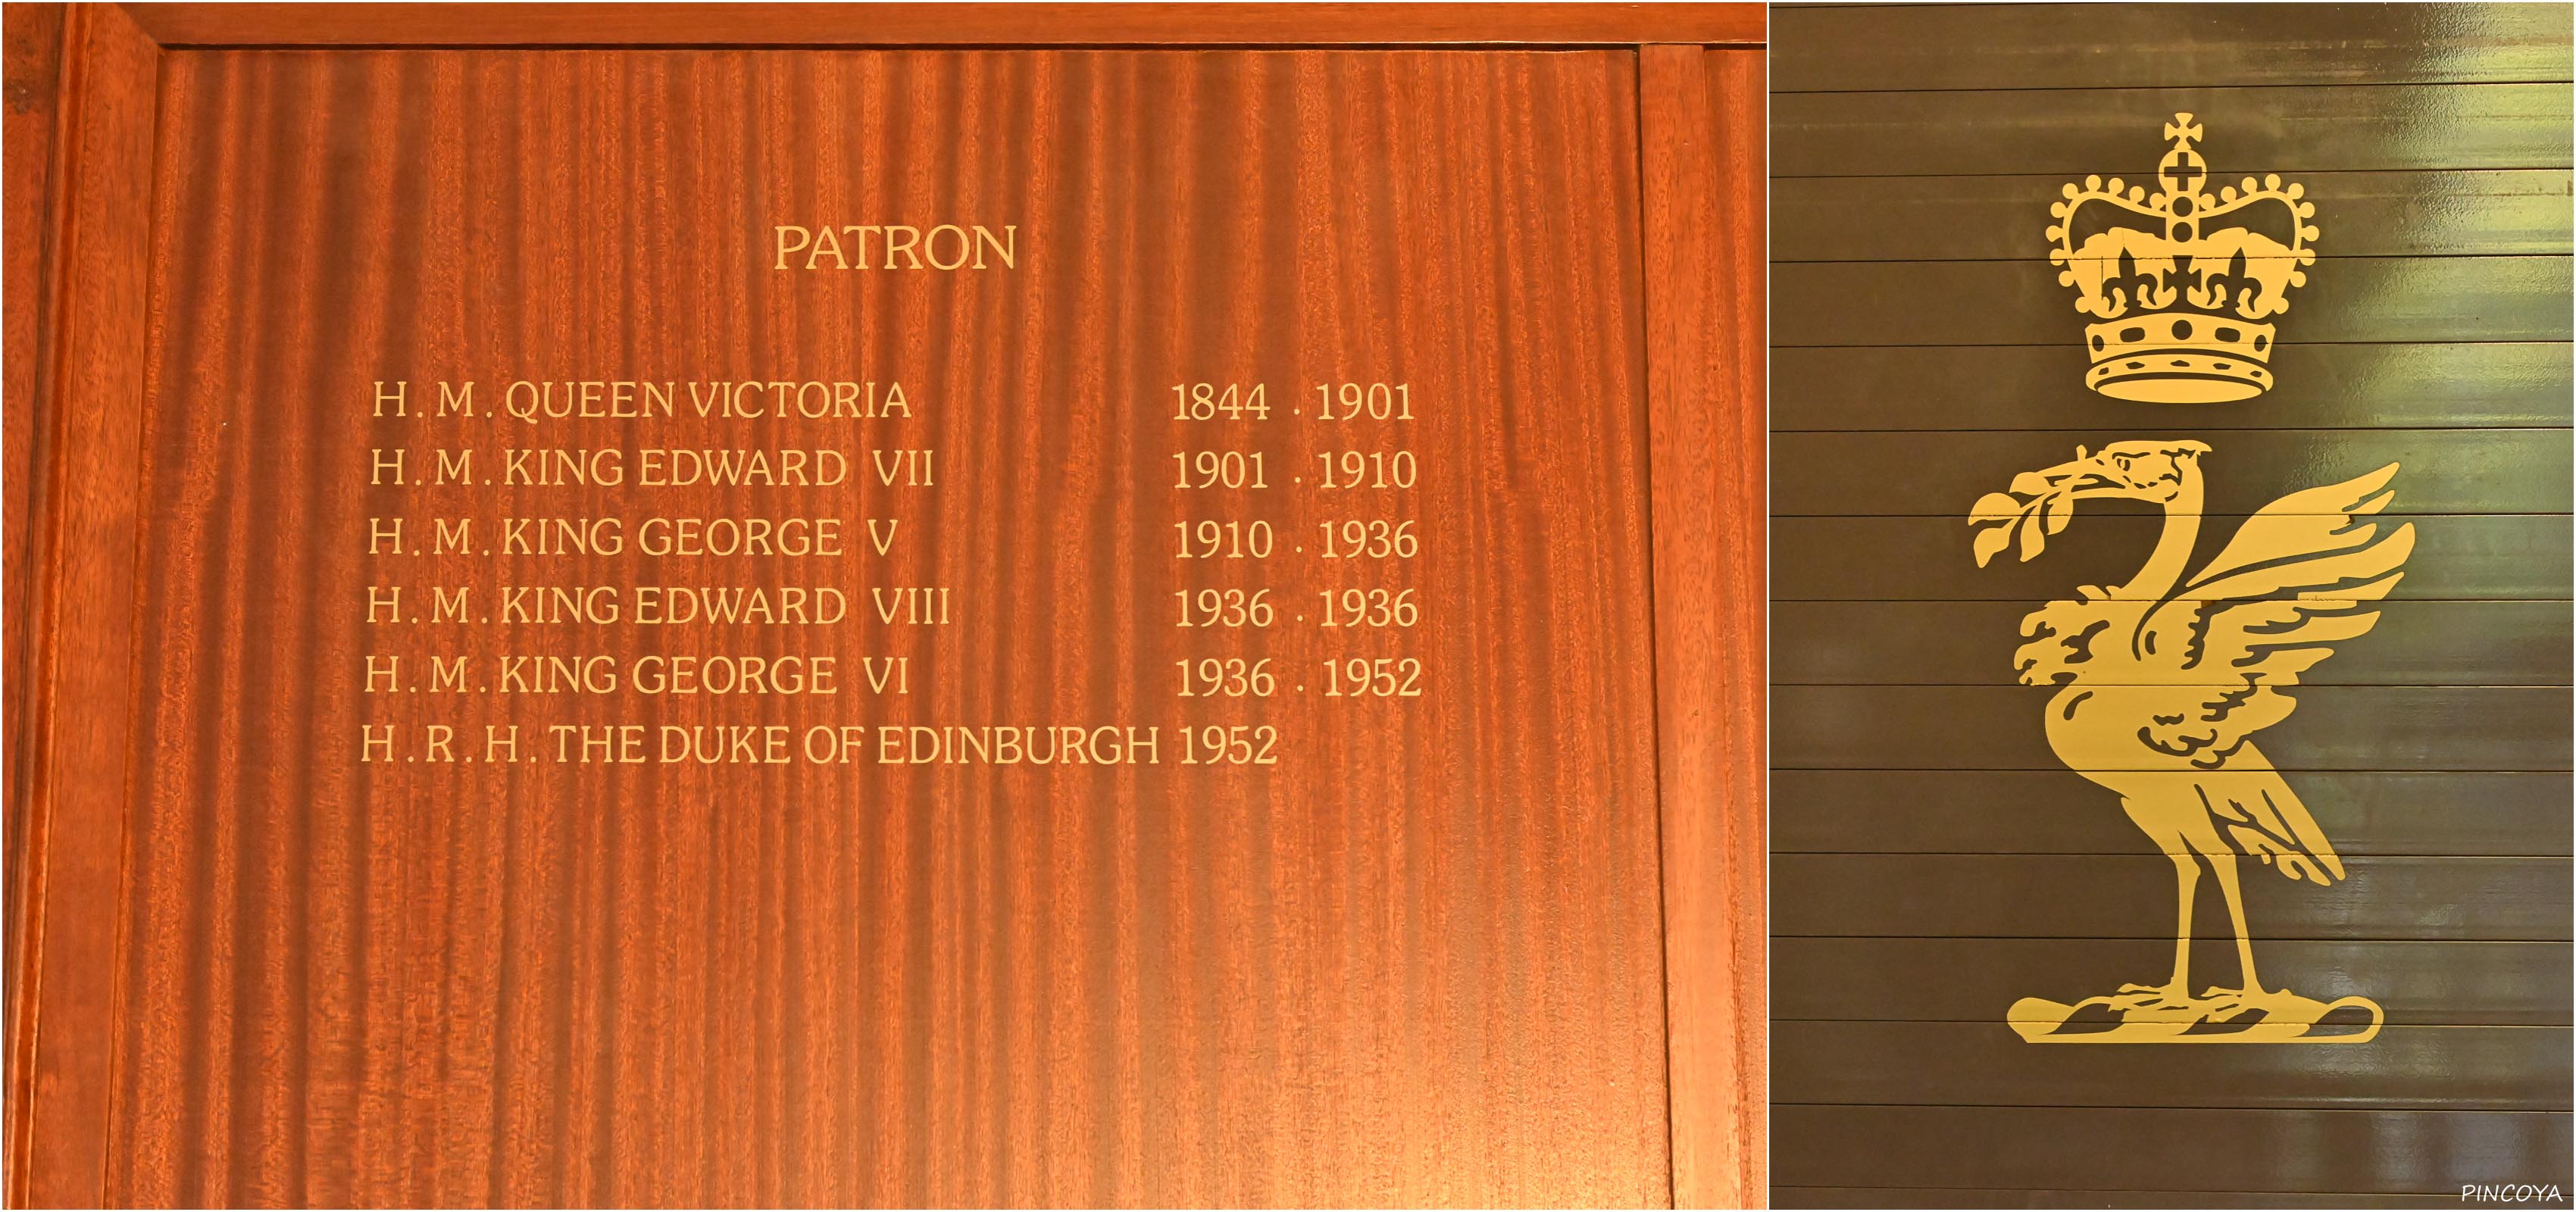 PATRON
H.M. QUEEN VICTORIA 1844 . 1901
H.M. KING EDWARD VII 1901 . 1910
H.M. KING GEORGE V 1910 . 1936
H.M. KING EDWARD VIII 1936 . 1936
H.M. KING GEORGE VI 1936 . 1952
H.R.H. THE DUKE OF EDINBURGH 1952
PINCOYA